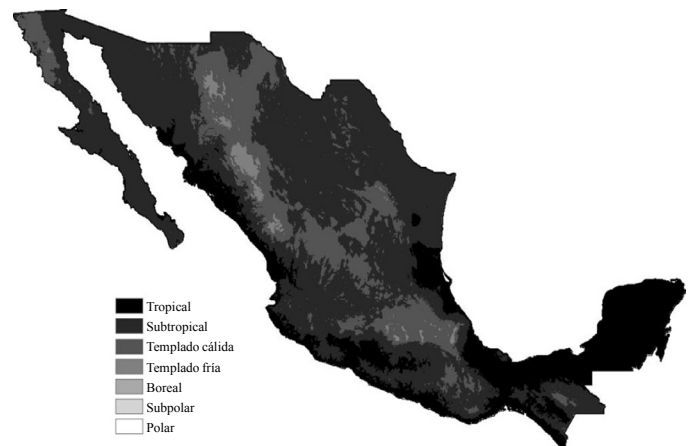 Tropical
Subtropical
Templado cálida
Templado fría
Boreal
Subpolar
Polar